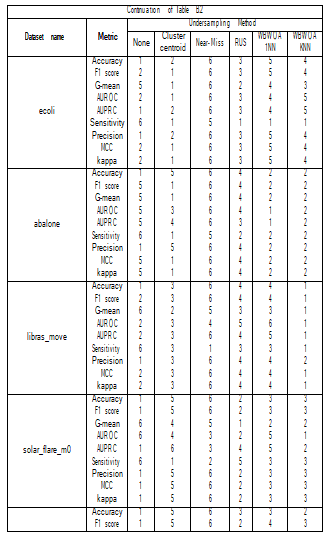 Continuation of Table B2
Dataset name Metric Undersampling Method
None Cluster centroid Near-Miss RUS WBWOA 1NN WBWOA KNN
ecoli
Accuracy 1 2 6 3 5 4
F1 score 2 1 6 3 5 4
G-mean 5 1 6 2 4 3
AUROC 2 1 6 3 4 5
AUPRC 1 2 6 3 4 5
Sensitivity 6 1 5 1 1 1
Precision 1 2 6 3 5 4
MCC 2 1 6 3 5 4
kappa 2 1 6 3 5 4
abalone
Accuracy 1 5 6 4 2 2
F1 score 5 1 6 4 2 2
G-mean 5 1 6 4 2 2
AUROC 5 3 6 4 1 2
AUPRC 5 4 6 3 1 2
Sensitivity 6 1 5 2 2 2
Precision 1 5 6 4 2 2
MCC 5 1 6 4 2 2
kappa 5 1 6 4 2 2
libras_move
Accuracy 1 3 6 4 4 1
F1 score 2 3 6 4 4 1
G-mean 6 2 5 3 3 1
AUROC 2 3 4 5 6 1
AUPRC 2 3 6 4 5 1
Sensitivity 6 3 1 3 3 1
Precision 1 3 6 4 4 2
MCC 2 3 6 4 4 1
kappa 2 3 6 4 4 1
solar_flare_m0
Accuracy 1 5 6 2 3 3
F1 score 1 5 6 2 3 3
G-mean 6 4 5 1 2 2
AUROC 6 4 3 2 5 1
AUPRC 1 6 3 4 5 2
Sensitivity 6 1 2 5 3 3
Precision 1 5 6 2 3 3
MCC 1 5 6 2 3 3
kappa 1 5 6 2 3 3
Accuracy 1 5 6 3 3 2
F1 score 1 5 6 2 4 3